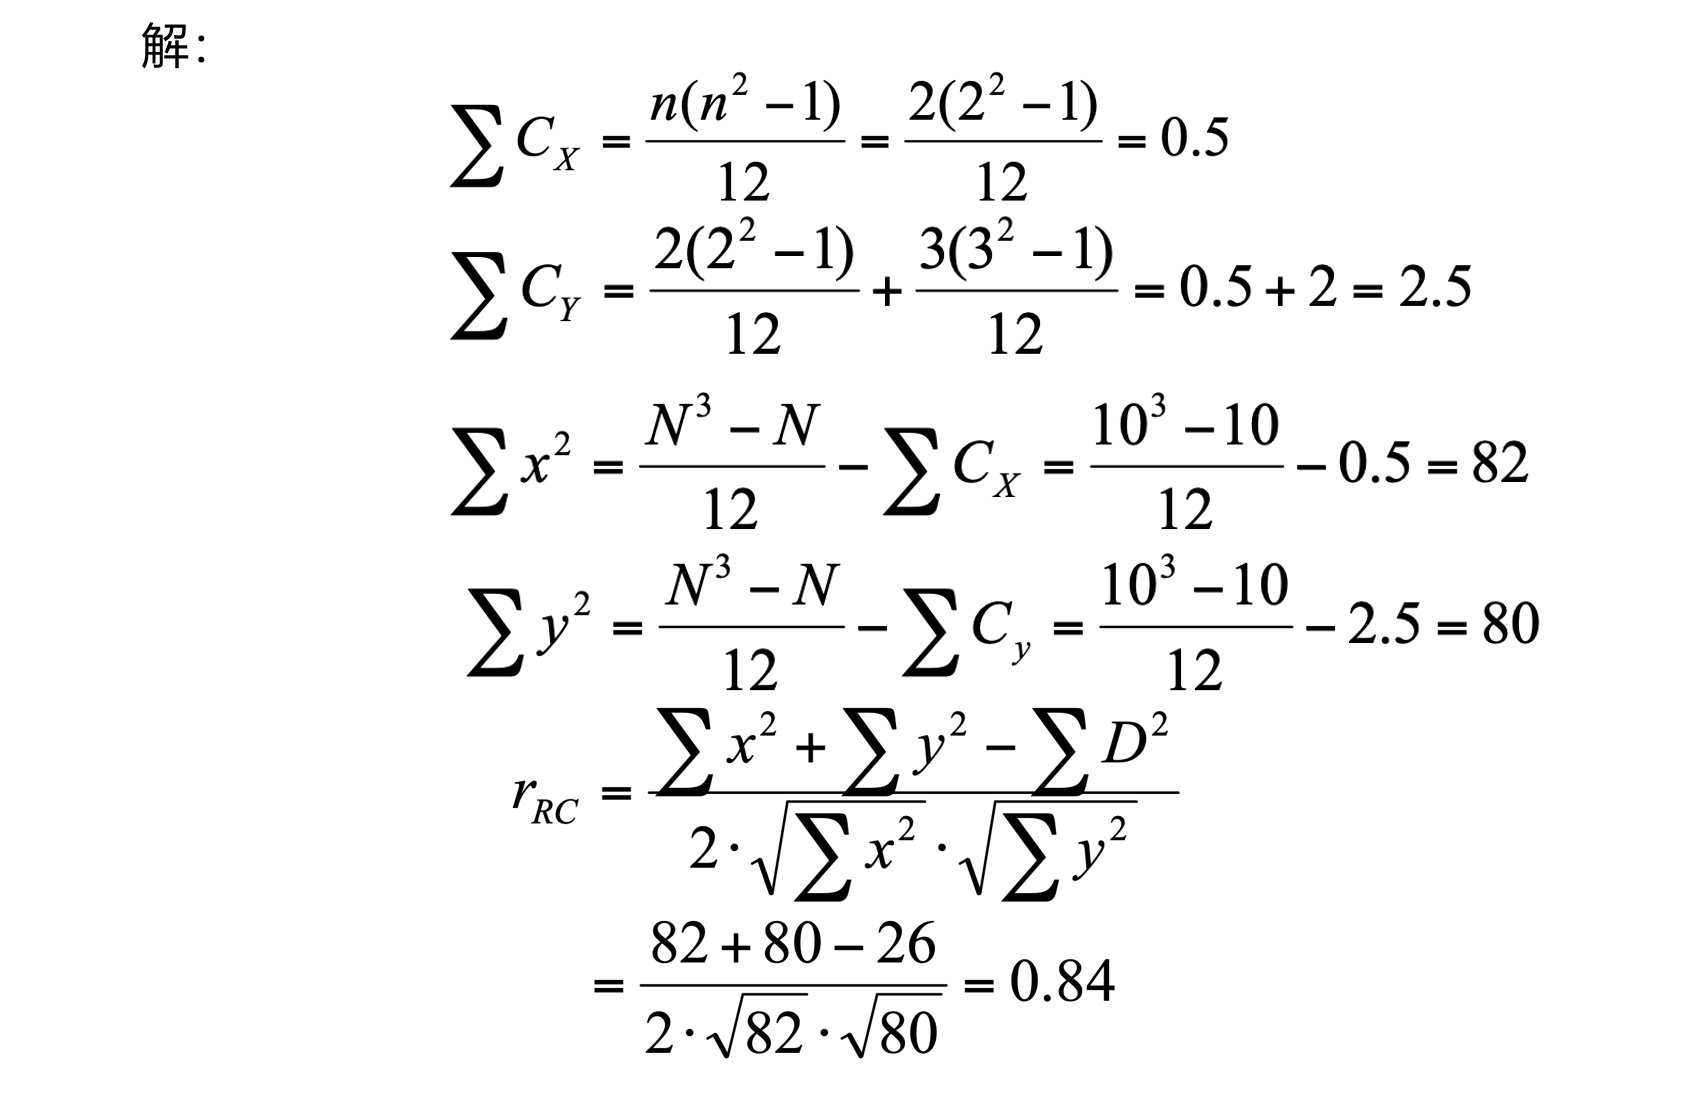 解：
∑C_X = n(n² − 1)/12 = 2(2² − 1)/12 = 0.5
∑C_Y = 2(2² − 1)/12 + 3(3² − 1)/12 = 0.5 + 2 = 2.5
∑x² = (N³ − N)/12 − ∑C_X = (10³ − 10)/12 − 0.5 = 82
∑y² = (N³ − N)/12 − ∑C_y = (10³ − 10)/12 − 2.5 = 80
r_RC = (∑x² + ∑y² − ∑D²)/(2·√(∑x²)·√(∑y²))
= (82 + 80 − 26)/(2·√82·√80) = 0.84